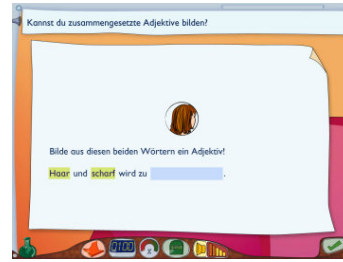 Kannst du zusammengesetzte Adjektive bilden?
Bilde aus diesen beiden Wörtern ein Adjektiv!
Haar und scharf wird zu .